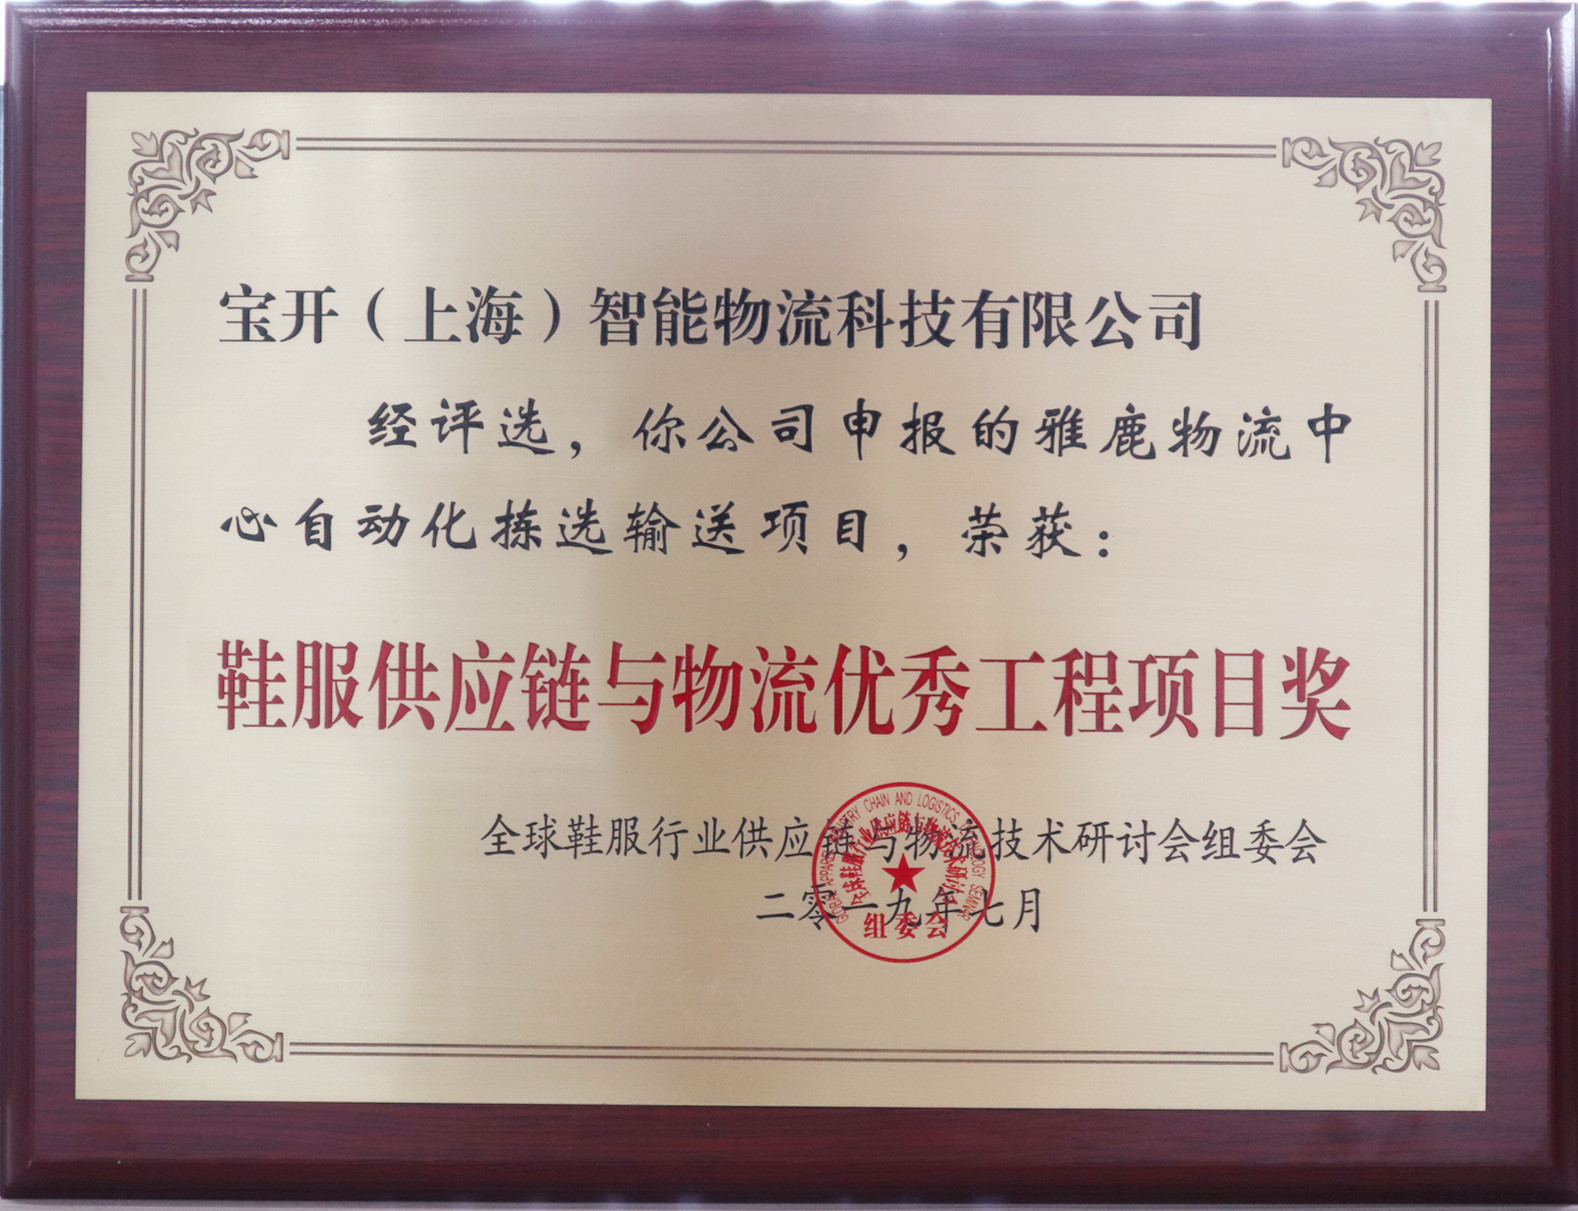 宝开（上海）智能物流科技有限公司
经评选，你公司申报的雅鹿物流中
心自动化拣选输送项目，荣获：
鞋服供应链与物流优秀工程项目奖
全球鞋服行业供应链与物流技术研讨会组委会
二零一九年七月
组委会